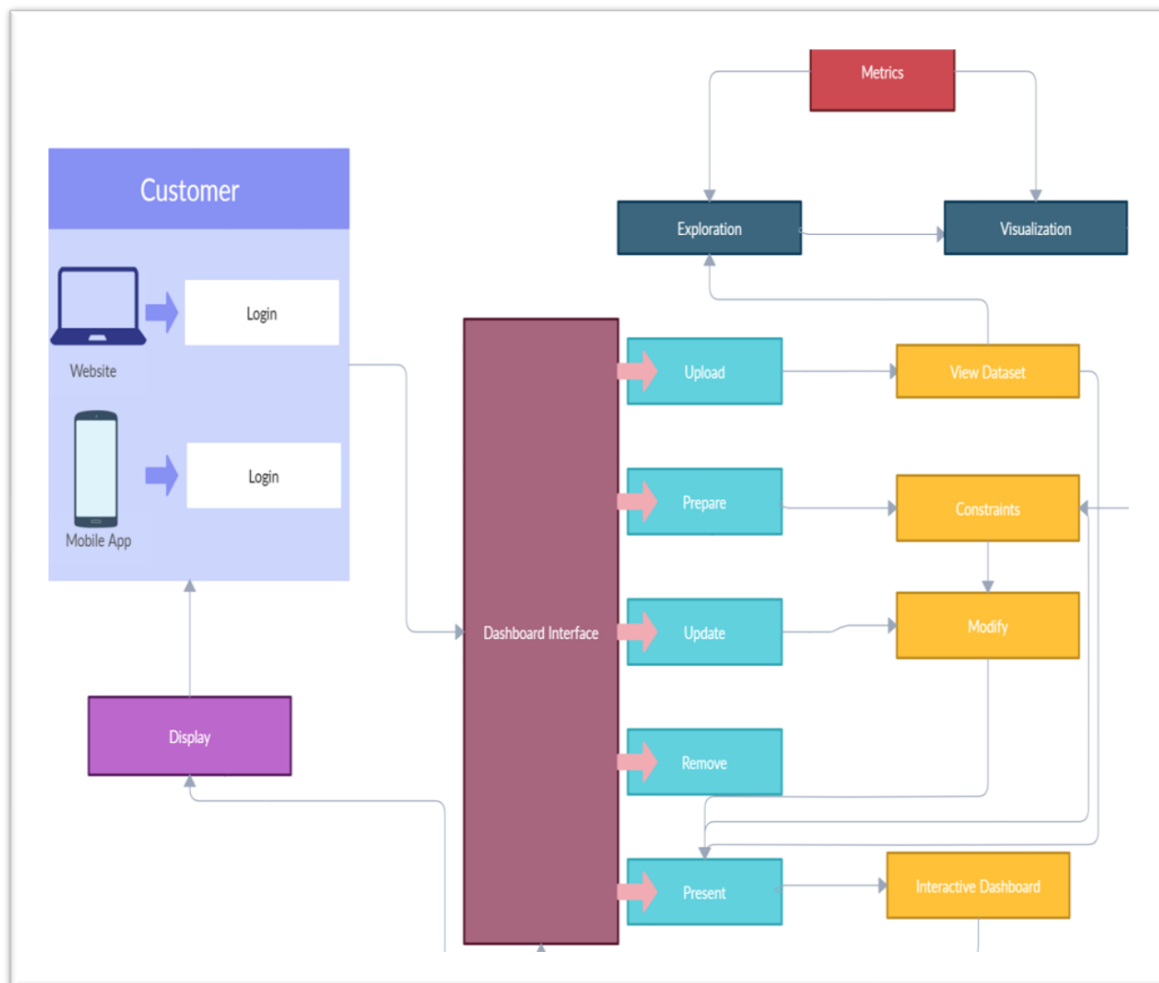 Metrics
Customer
Exploration
Visualization
Login
Website
Upload
View Dataset
Login
Mobile App
Prepare
Constraints
Dashboard Interface
Update
Modify
Display
Remove
Present
Interactive Dashboard